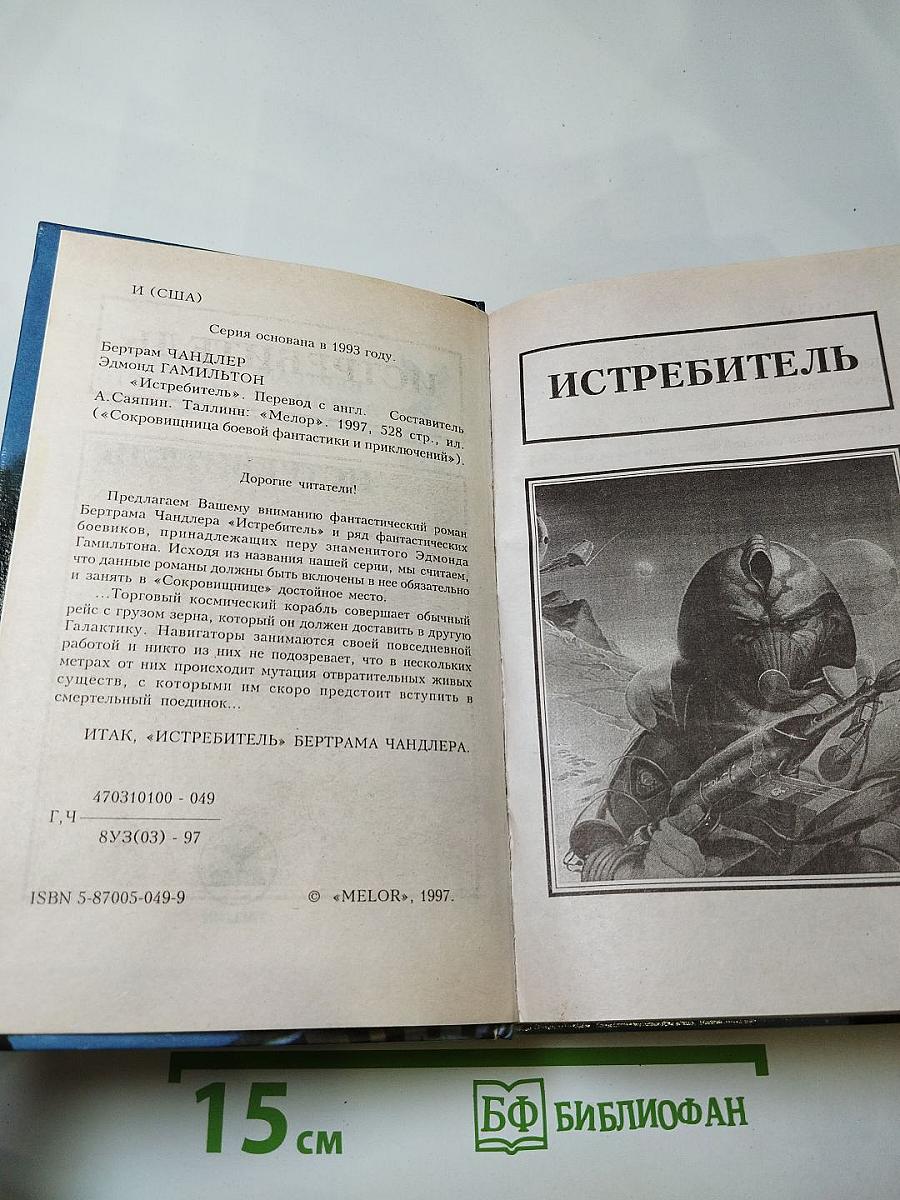 И (США)
Серия основана в 1993 году.
Бертрам ЧАНДЛЕР
Эдмонд ГАМИЛЬТОН
«Истребитель». Перевод с англ. Составитель
А.Саяпин. Таллинн: «Мелор». 1997, 528 стр., ил.
(«Сокровищница боевой фантастики и приключений»).
Дорогие читатели!
Предлагаем Вашему вниманию фантастический роман
Бертрама Чандлера «Истребитель» и ряд фантастических
боевиков, принадлежащих перу знаменитого Эдмонда
Гамильтона. Исходя из названия нашей серии, мы считаем,
что данные романы должны быть включены в нее обязательно
и занять в «Сокровищнице» достойное место.
...Торговый космический корабль совершает обычный
рейс с грузом зерна, который он должен доставить в другую
Галактику. Навигаторы занимаются своей повседневной
работой и никто из них не подозревает, что в нескольких
метрах от них происходит мутация отвратительных живых
существ, с которыми им скоро предстоит вступить в
смертельный поединок...
ИТАК, «ИСТРЕБИТЕЛЬ» БЕРТРАМА ЧАНДЛЕРА.
470310100 - 049
Г,Ч
8УЗ(03) - 97
ISBN 5-87005-049-9 © «MELOR», 1997.
ИСТРЕБИТЕЛЬ
15 см
БФ БИБЛИОФАН